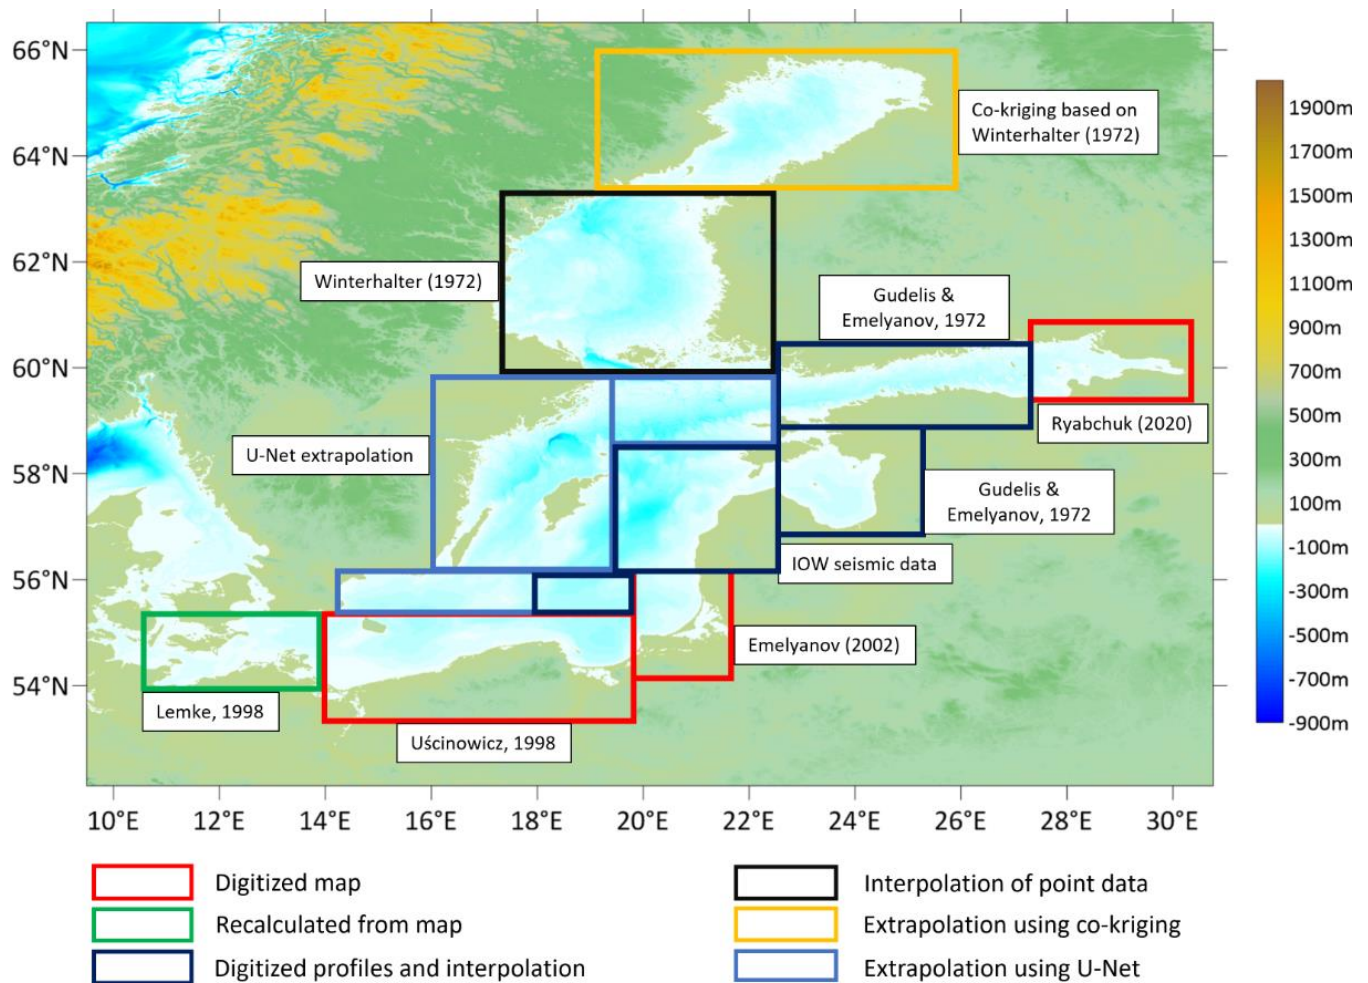 66°N
64°N
62°N
60°N
58°N
56°N
54°N
10°E
12°E
14°E
16°E
18°E
20°E
22°E
24°E
26°E
28°E
30°E
Co-kriging based on
Winterhalter (1972)
Winterhalter (1972)
Gudelis &
Emelyanov, 1972
Ryabchuk (2020)
U-Net extrapolation
Gudelis &
Emelyanov, 1972
IOW seismic data
Emelyanov (2002)
Lemke, 1998
Uścinowicz, 1998
1900m
1700m
1500m
1300m
1100m
900m
700m
500m
300m
100m
-100m
-300m
-500m
-700m
-900m
Digitized map
Recalculated from map
Digitized profiles and interpolation
Interpolation of point data
Extrapolation using co-kriging
Extrapolation using U-Net